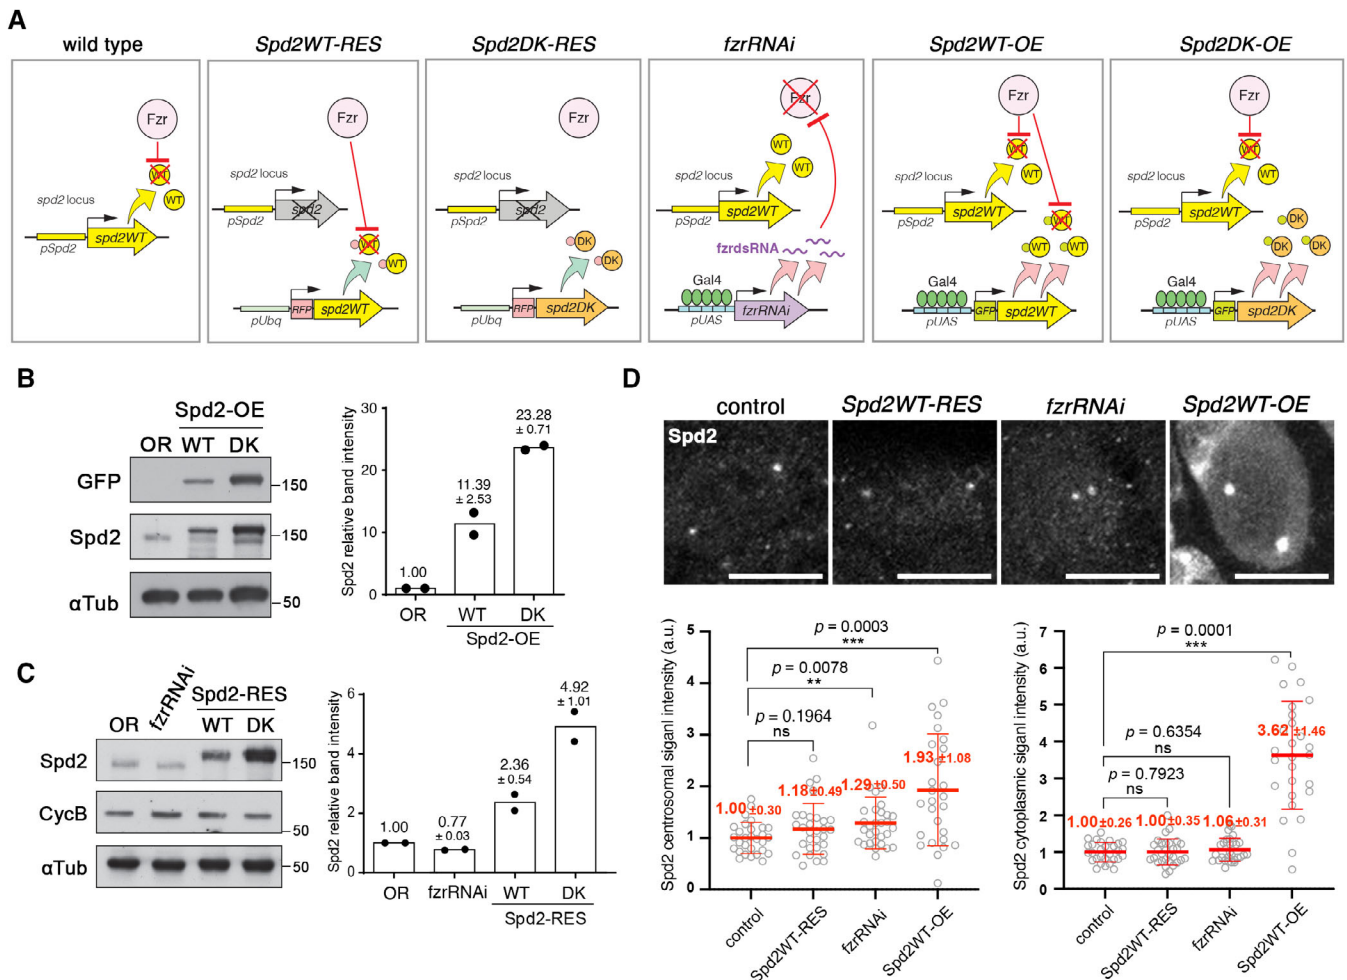 A
wild type
Spd2WT-RES
Spd2DK-RES
fzrRNAi
Spd2WT-OE
Spd2DK-OE
Fzr
WT
WT
spd2 locus
pSpd2
spd2WT
Fzr
spd2 locus
pSpd2
spd2
WT
WT
pUbq
RFP
spd2WT
Fzr
spd2 locus
pSpd2
spd2
DK
DK
pUbq
RFP
spd2DK
Fzr
WT
WT
spd2 locus
pSpd2
spd2WT
fzrdsRNA
Gal4
pUAS
fzrRNAi
Fzr
WT
WT
spd2 locus
pSpd2
spd2WT
WT
WT
WT
Gal4
pUAS
GFP
spd2WT
Fzr
WT
WT
spd2 locus
pSpd2
spd2WT
DK
DK
DK
Gal4
pUAS
GFP
spd2DK
B
Spd2-OE
OR WT DK
GFP
150
Spd2
150
αTub
50
Spd2 relative band intensity
30
20
10
0
1.00
11.39
± 2.53
23.28
± 0.71
OR WT DK
Spd2-OE
C
OR fzrRNAi Spd2-RES
WT DK
Spd2
150
CycB
50
αTub
50
Spd2 relative band intensity
6
4
2
0
1.00
0.77
± 0.03
2.36
± 0.54
4.92
± 1.01
OR fzrRNAi WT DK
Spd2-RES
D
control
Spd2WT-RES
fzrRNAi
Spd2WT-OE
Spd2
Spd2 centrosomal siganl intensity (a.u.)
5
4
3
2
1
0
p = 0.0003
***
p = 0.0078
**
p = 0.1964
ns
1.00±0.30
1.18±0.49
1.29±0.50
1.93±1.08
control
Spd2WT-RES
fzrRNAi
Spd2WT-OE
Spd2 cytoplasmic siganl intensity (a.u.)
7
6
5
4
3
2
1
0
p = 0.0001
***
p = 0.6354
ns
p = 0.7923
ns
1.00±0.26
1.00±0.35
1.06±0.31
3.62±1.46
control
Spd2WT-RES
fzrRNAi
Spd2WT-OE